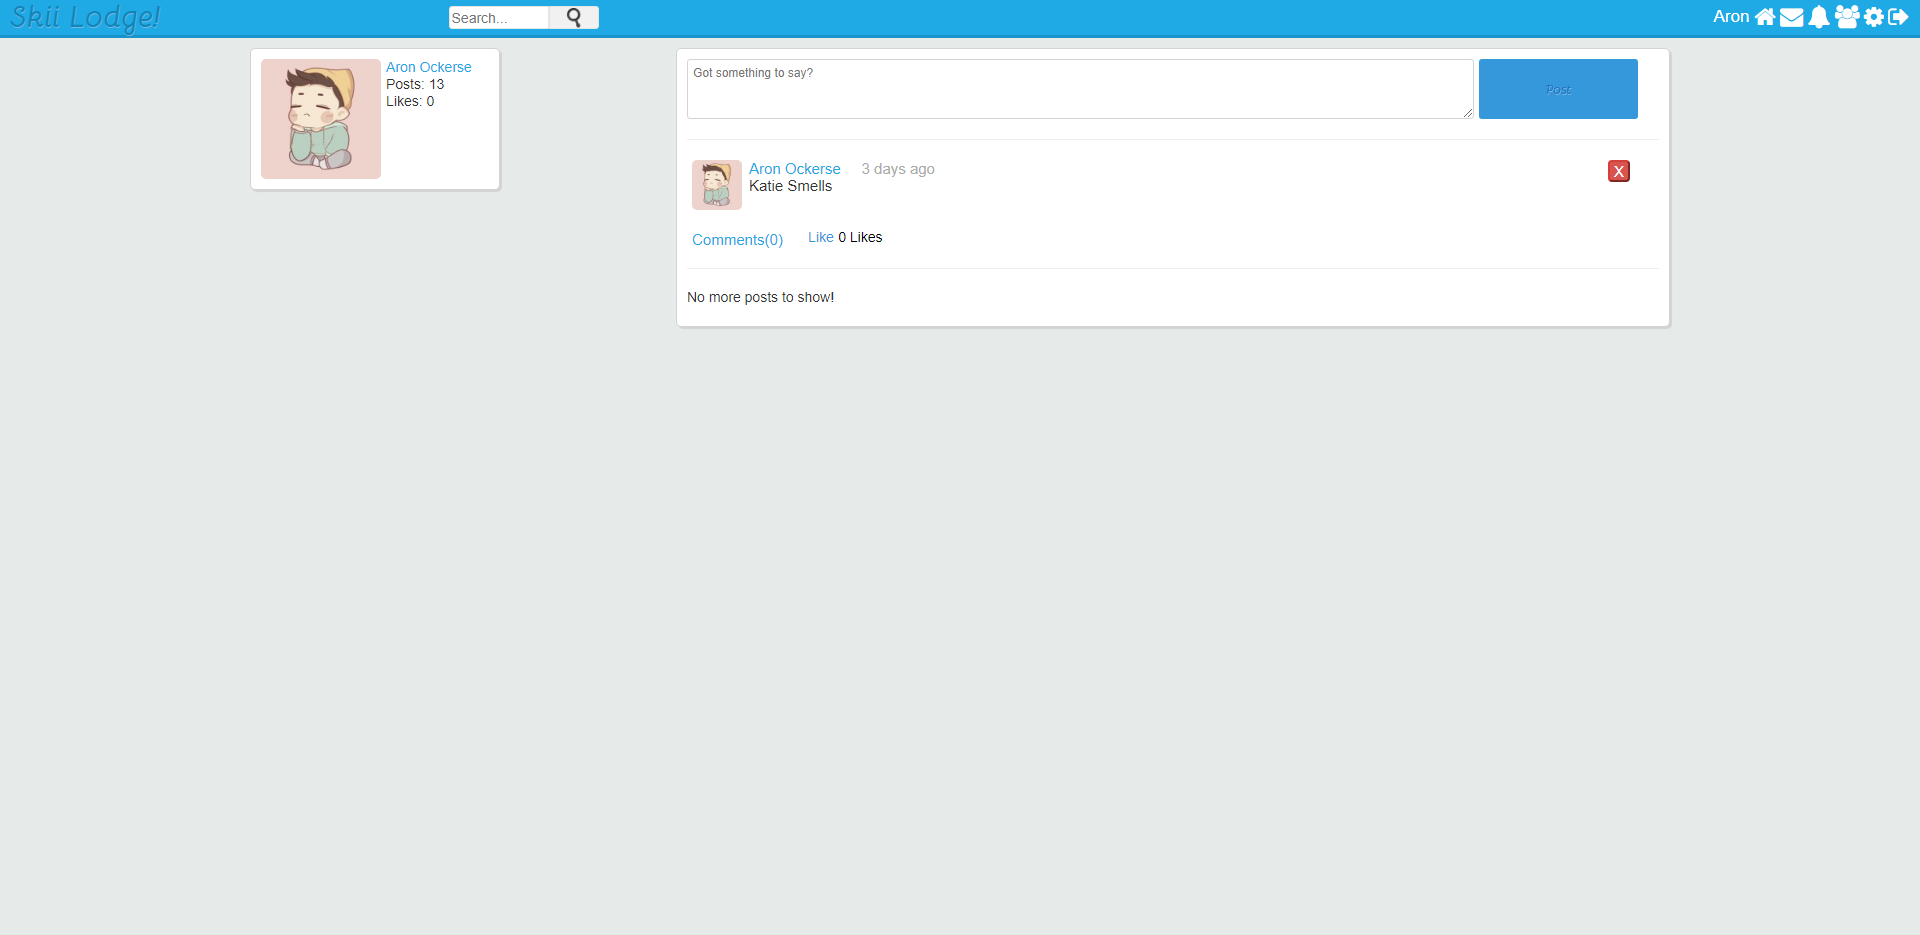 Skii Lodge!
Search...
Aron
Aron Ockerse
Posts: 13
Likes: 0
Got something to say?
Post
Aron Ockerse 3 days ago
X
Katie Smells
Comments(0) Like 0 Likes
No more posts to show!